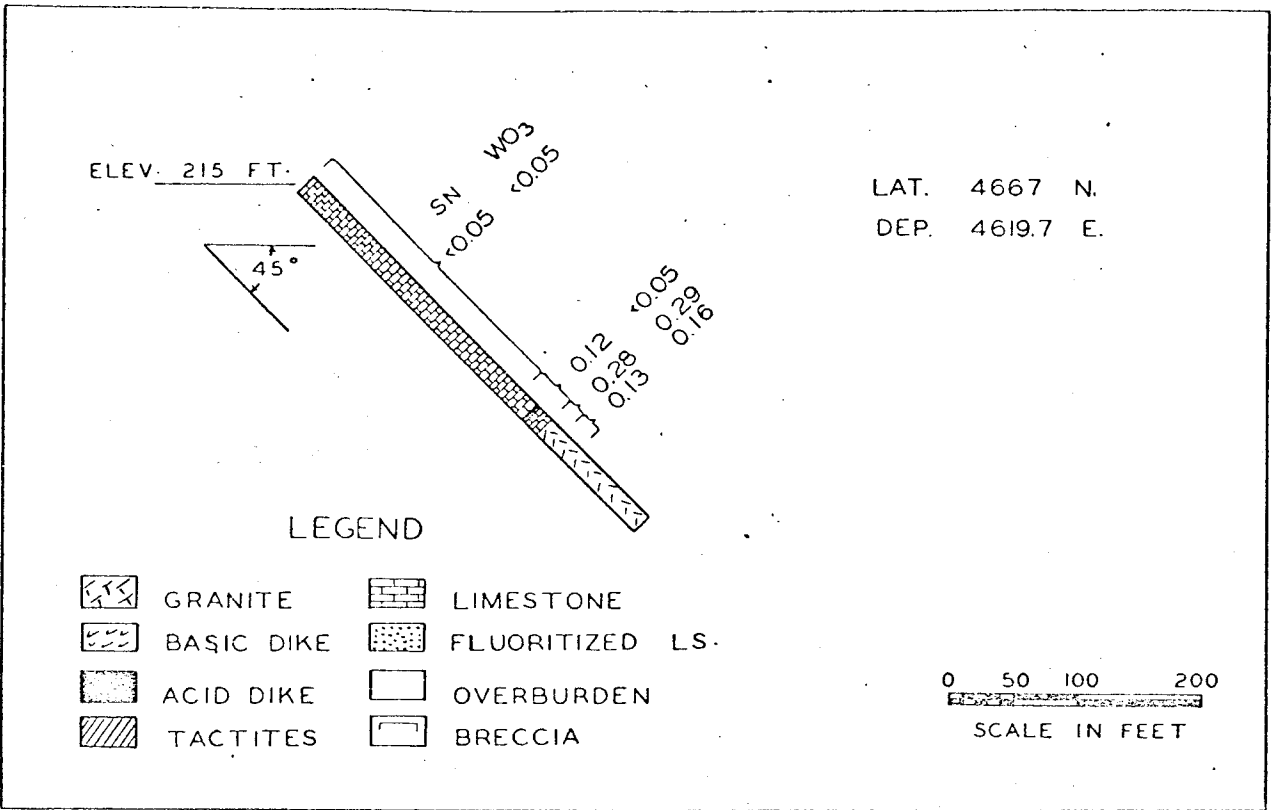 ELEV. 215 FT.
SN WO3
<0.05 <0.05
45°
LAT. 4667 N.
DEP. 4619.7 E.
0.12 <0.05
0.28 0.29
0.13 0.16
LEGEND
GRANITE
BASIC DIKE
ACID DIKE
TACTITES
LIMESTONE
FLUORITIZED LS.
OVERBURDEN
BRECCIA
0 50 100 200
SCALE IN FEET